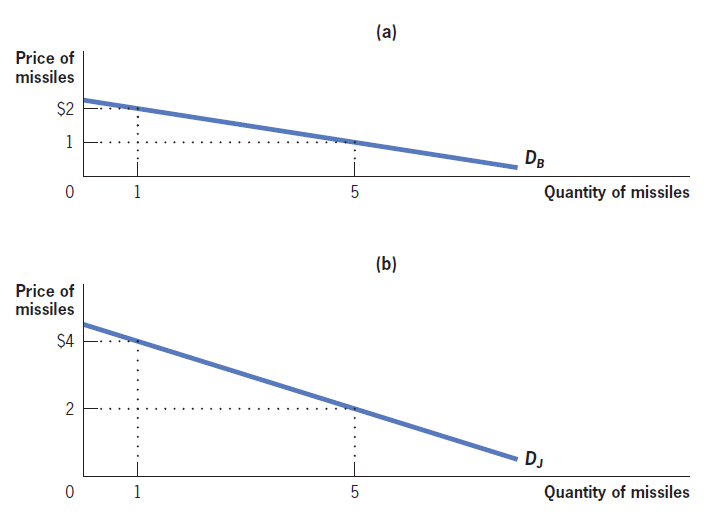 (a)
Price of
missiles
$2
1
D_B
0 1 5 Quantity of missiles
(b)
Price of
missiles
$4
2
D_J
0 1 5 Quantity of missiles